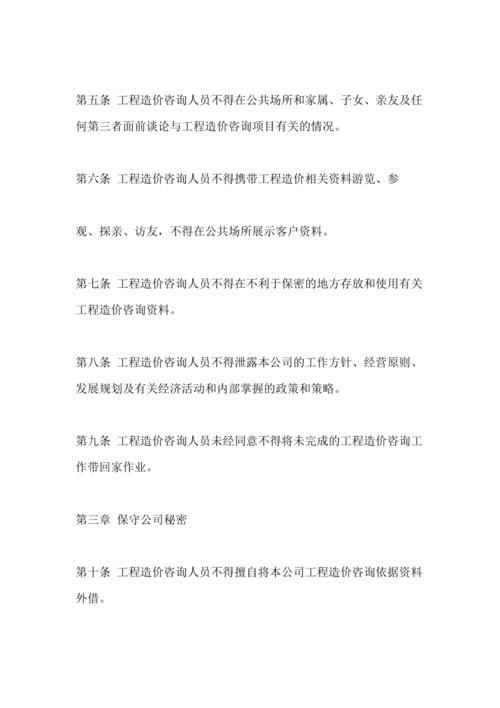 第五条 工程造价咨询人员不得在公共场所和家属、子女、亲友及任
何第三者面前谈论与工程造价咨询项目有关的情况。
第六条 工程造价咨询人员不得携带工程造价相关资料游览、参
观、探亲、访友，不得在公共场所展示客户资料。
第七条 工程造价咨询人员不得在不利于保密的地方存放和使用有关
工程造价咨询资料。
第八条 工程造价咨询人员不得泄露本公司的工作方针、经营原则、
发展规划及有关经济活动和内部掌握的政策和策略。
第九条 工程造价咨询人员未经同意不得将未完成的工程造价咨询工
作带回家作业。
第三章 保守公司秘密
第十条 工程造价咨询人员不得擅自将本公司工程造价咨询依据资料
外借。